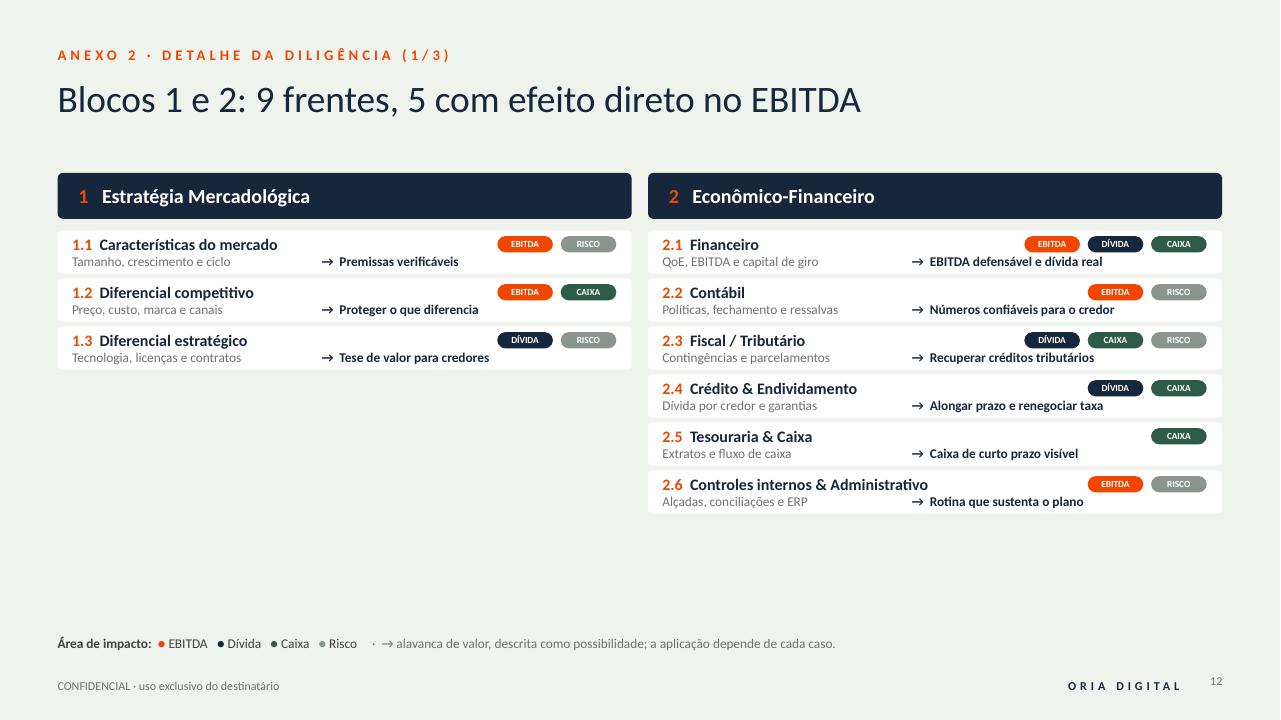 ANEXO 2 · DETALHE DA DILIGÊNCIA (1/3)
Blocos 1 e 2: 9 frentes, 5 com efeito direto no EBITDA
1 Estratégia Mercadológica
1.1 Características do mercado EBITDA RISCO
Tamanho, crescimento e ciclo → Premissas verificáveis
1.2 Diferencial competitivo EBITDA CAIXA
Preço, custo, marca e canais → Proteger o que diferencia
1.3 Diferencial estratégico DÍVIDA RISCO
Tecnologia, licenças e contratos → Tese de valor para credores
2 Econômico-Financeiro
2.1 Financeiro EBITDA DÍVIDA CAIXA
QoE, EBITDA e capital de giro → EBITDA defensável e dívida real
2.2 Contábil EBITDA RISCO
Políticas, fechamento e ressalvas → Números confiáveis para o credor
2.3 Fiscal / Tributário DÍVIDA CAIXA RISCO
Contingências e parcelamentos → Recuperar créditos tributários
2.4 Crédito & Endividamento DÍVIDA CAIXA
Dívida por credor e garantias → Alongar prazo e renegociar taxa
2.5 Tesouraria & Caixa CAIXA
Extratos e fluxo de caixa → Caixa de curto prazo visível
2.6 Controles internos & Administrativo EBITDA RISCO
Alçadas, conciliações e ERP → Rotina que sustenta o plano
Área de impacto: ● EBITDA ● Dívida ● Caixa ● Risco · → alavanca de valor, descrita como possibilidade; a aplicação depende de cada caso.
CONFIDENCIAL · uso exclusivo do destinatário
ORIA DIGITAL 12